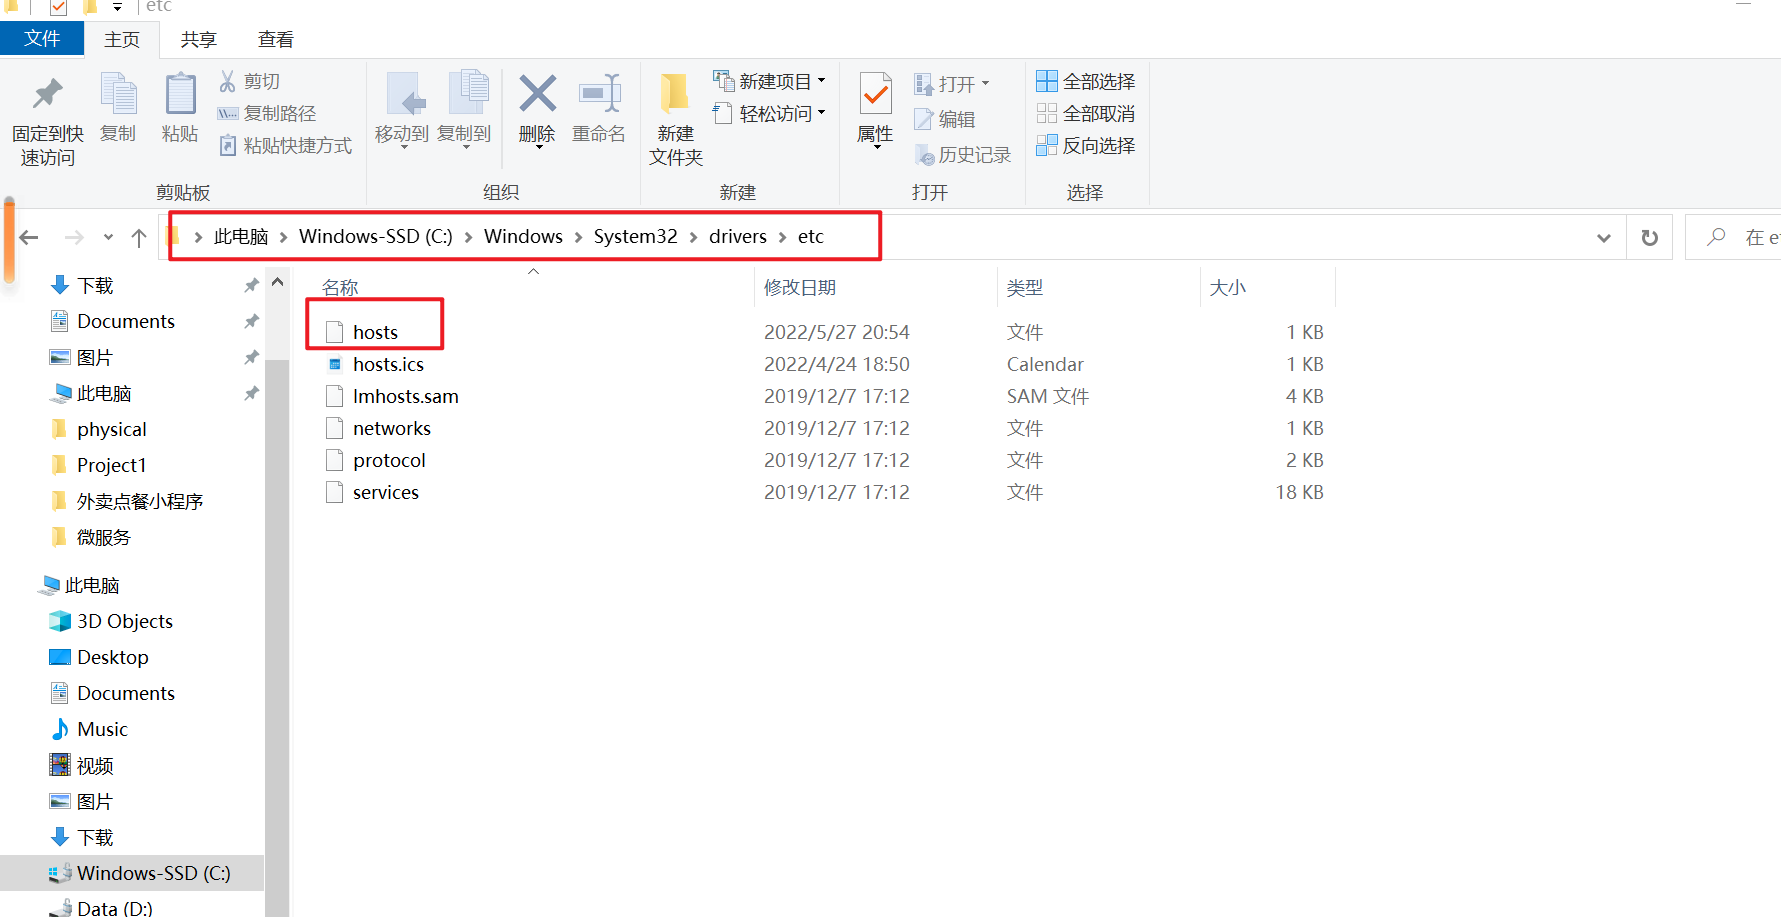 etc
文件 主页 共享 查看
固定到快速访问
复制
粘贴
剪切
复制路径
粘贴快捷方式
剪贴板
移动到
复制到
删除
重命名
组织
新建
文件夹
新建项目
轻松访问
新建
属性
打开
编辑
历史记录
打开
全部选择
全部取消
反向选择
选择
此电脑 > Windows-SSD (C:) > Windows > System32 > drivers > etc
在 e
下载
Documents
图片
此电脑
physical
Project1
外卖点餐小程序
微服务
此电脑
3D Objects
Desktop
Documents
Music
视频
图片
下载
Windows-SSD (C:)
Data (D:)
名称 修改日期 类型 大小
hosts 2022/5/27 20:54 文件 1 KB
hosts.ics 2022/4/24 18:50 Calendar 1 KB
lmhosts.sam 2019/12/7 17:12 SAM 文件 4 KB
networks 2019/12/7 17:12 文件 1 KB
protocol 2019/12/7 17:12 文件 2 KB
services 2019/12/7 17:12 文件 18 KB